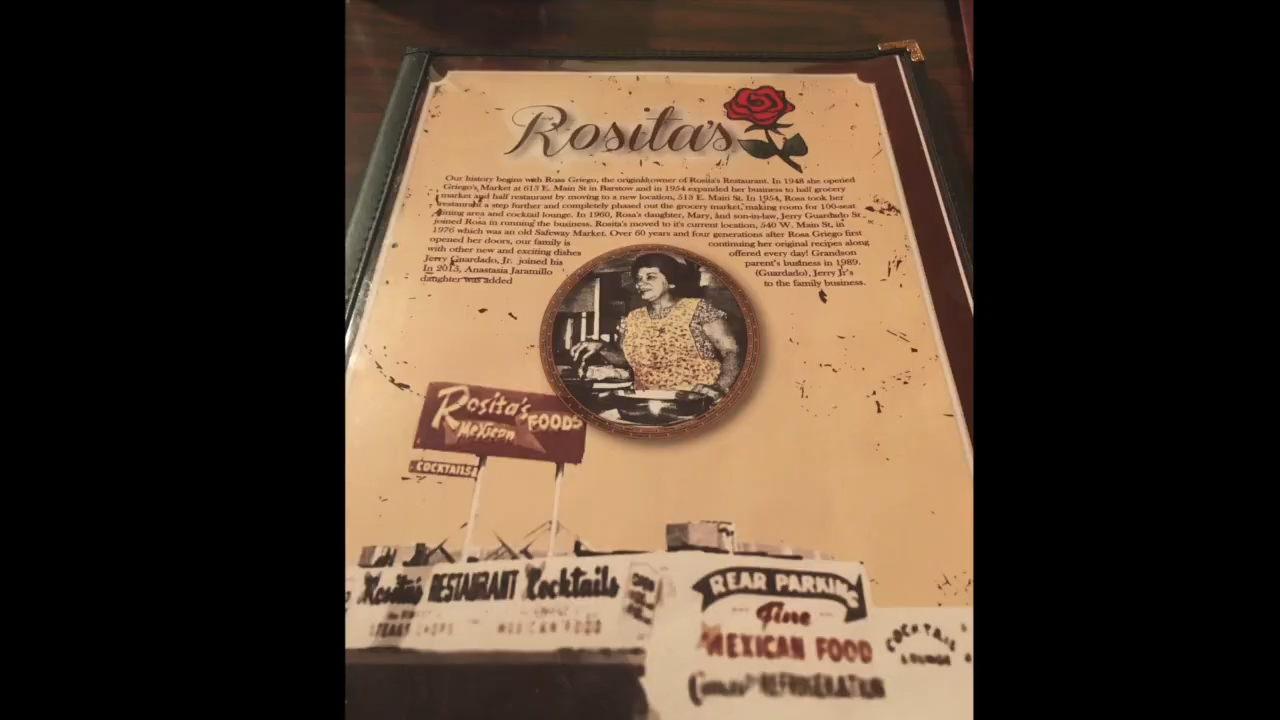 Rosita's
Our history begins with Rosa Griego, the original owner of Rosita's Restaurant. In 1948 she opened
Griego's Market at 613 E. Main St in Barstow and in 1954 expanded her business to half grocery
market and half restaurant by moving to a new location, 513 E. Main St. In 1954, Rosa took her
restaurant a step further and completely phased out the grocery market, making room for 100-seat
dining area and cocktail lounge. In 1960, Rosa's daughter, Mary, and son-in-law, Jerry Guardado Sr.
joined Rosa in running the business. Rosita's moved to it's current location, 540 W. Main St, in
1976 which was an old Safeway Market. Over 60 years and four generations after Rosa Griego first
opened her doors, our family is continuing her original recipes along
with other new and exciting dishes offered every day! Grandson
Jerry Guardado, Jr. joined his parent's business in 1989.
In 2013, Anastasia Jaramillo (Guardado), Jerry Jr's
daughter was added to the family business.
Rosita's
Mexican FOODS
COCKTAILS
Rosita's RESTAURANT Cocktails
STEAKS CHOPS MEXICAN FOOD
REAR PARKING
Fine
MEXICAN FOOD
REFRIGERATION
COCKTAIL
LOUNGE